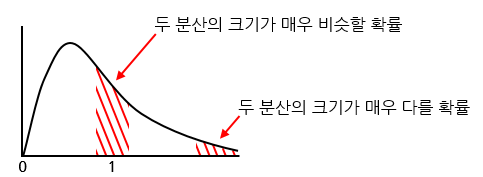 두 분산의 크기가 매우 비슷할 확률
두 분산의 크기가 매우 다를 확률
0
1